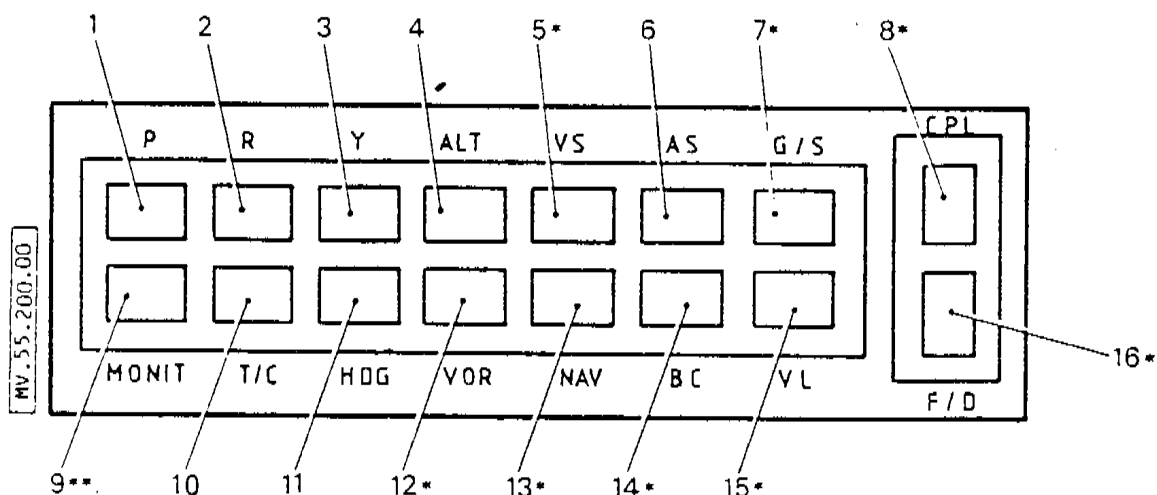 1 2 3 4 5* 6 7* 8*
CPL
P R Y ALT VS AS G/S
MV.55.200.00
16*
MONIT T/C HDG VOR NAV BC VL
F/D
9** 10 11 12* 13* 14* 15*